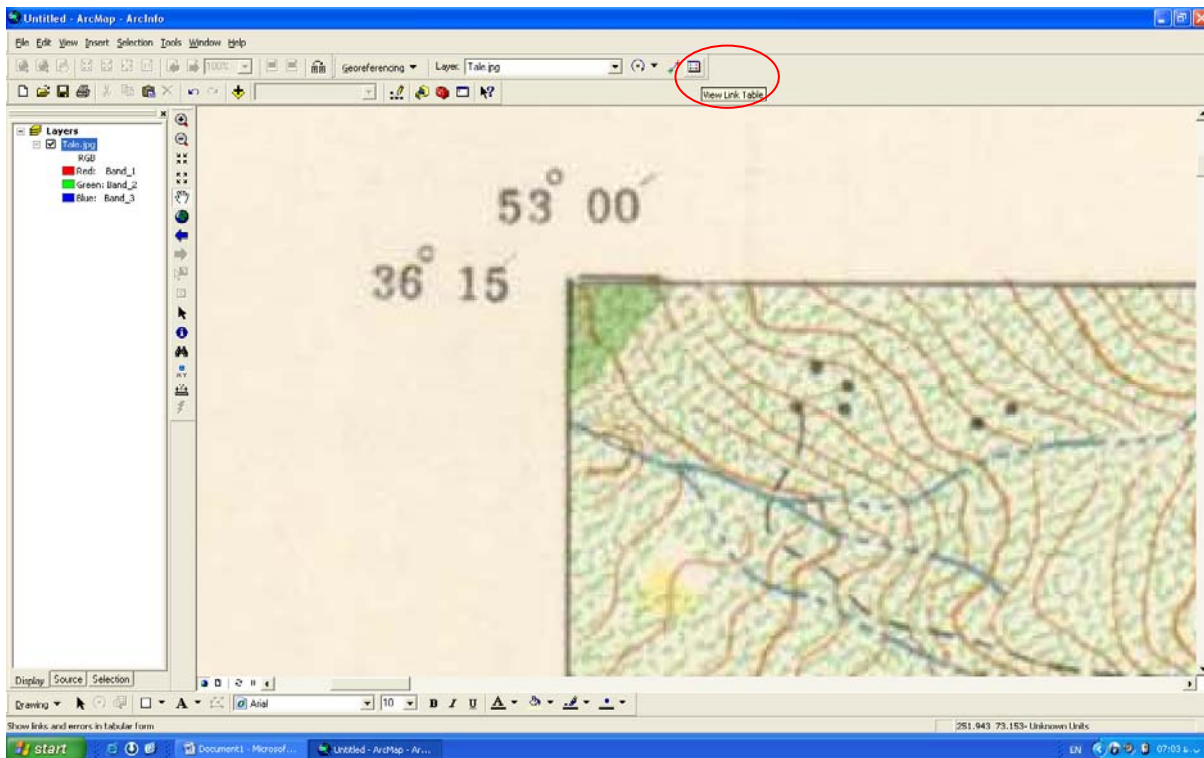 Untitled - ArcMap - ArcInfo
File Edit View Insert Selection Tools Window Help
100% Georeferencing Layer: Tale.jpg
View Link Table
Layers
Tale.jpg
RGB
Red: Band_1
Green: Band_2
Blue: Band_3
53° 00′
36° 15′
Display Source Selection
Drawing A Arial 10 B I U A
Show links and errors in tabular form
251.943 73.153- Unknown Units
start Document1 - Microsof... Untitled - ArcMap - Ar... EN 07:03